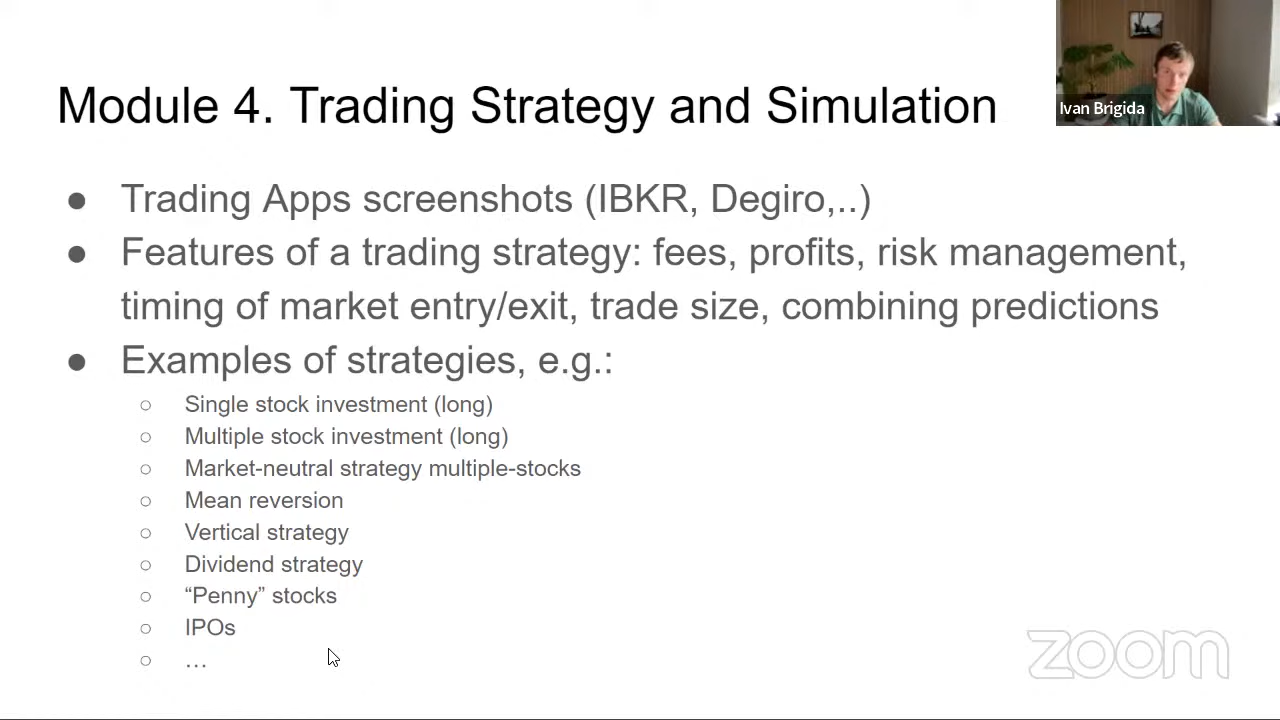 Module 4. Trading Strategy and Simulation
Ivan Brigida
● Trading Apps screenshots (IBKR, Degiro,..)
● Features of a trading strategy: fees, profits, risk management,
timing of market entry/exit, trade size, combining predictions
● Examples of strategies, e.g.:
○ Single stock investment (long)
○ Multiple stock investment (long)
○ Market-neutral strategy multiple-stocks
○ Mean reversion
○ Vertical strategy
○ Dividend strategy
○ “Penny” stocks
○ IPOs
○ …
zoom